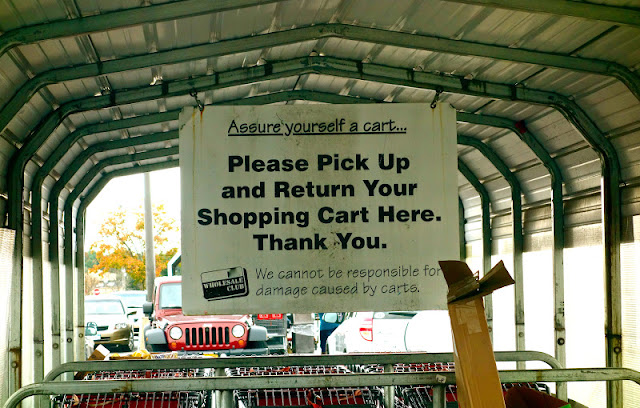 Assure yourself a cart...
Please Pick Up
and Return Your
Shopping Cart Here.
Thank You.
WHOLESALE
CLUB
We cannot be responsible for
damage caused by carts.